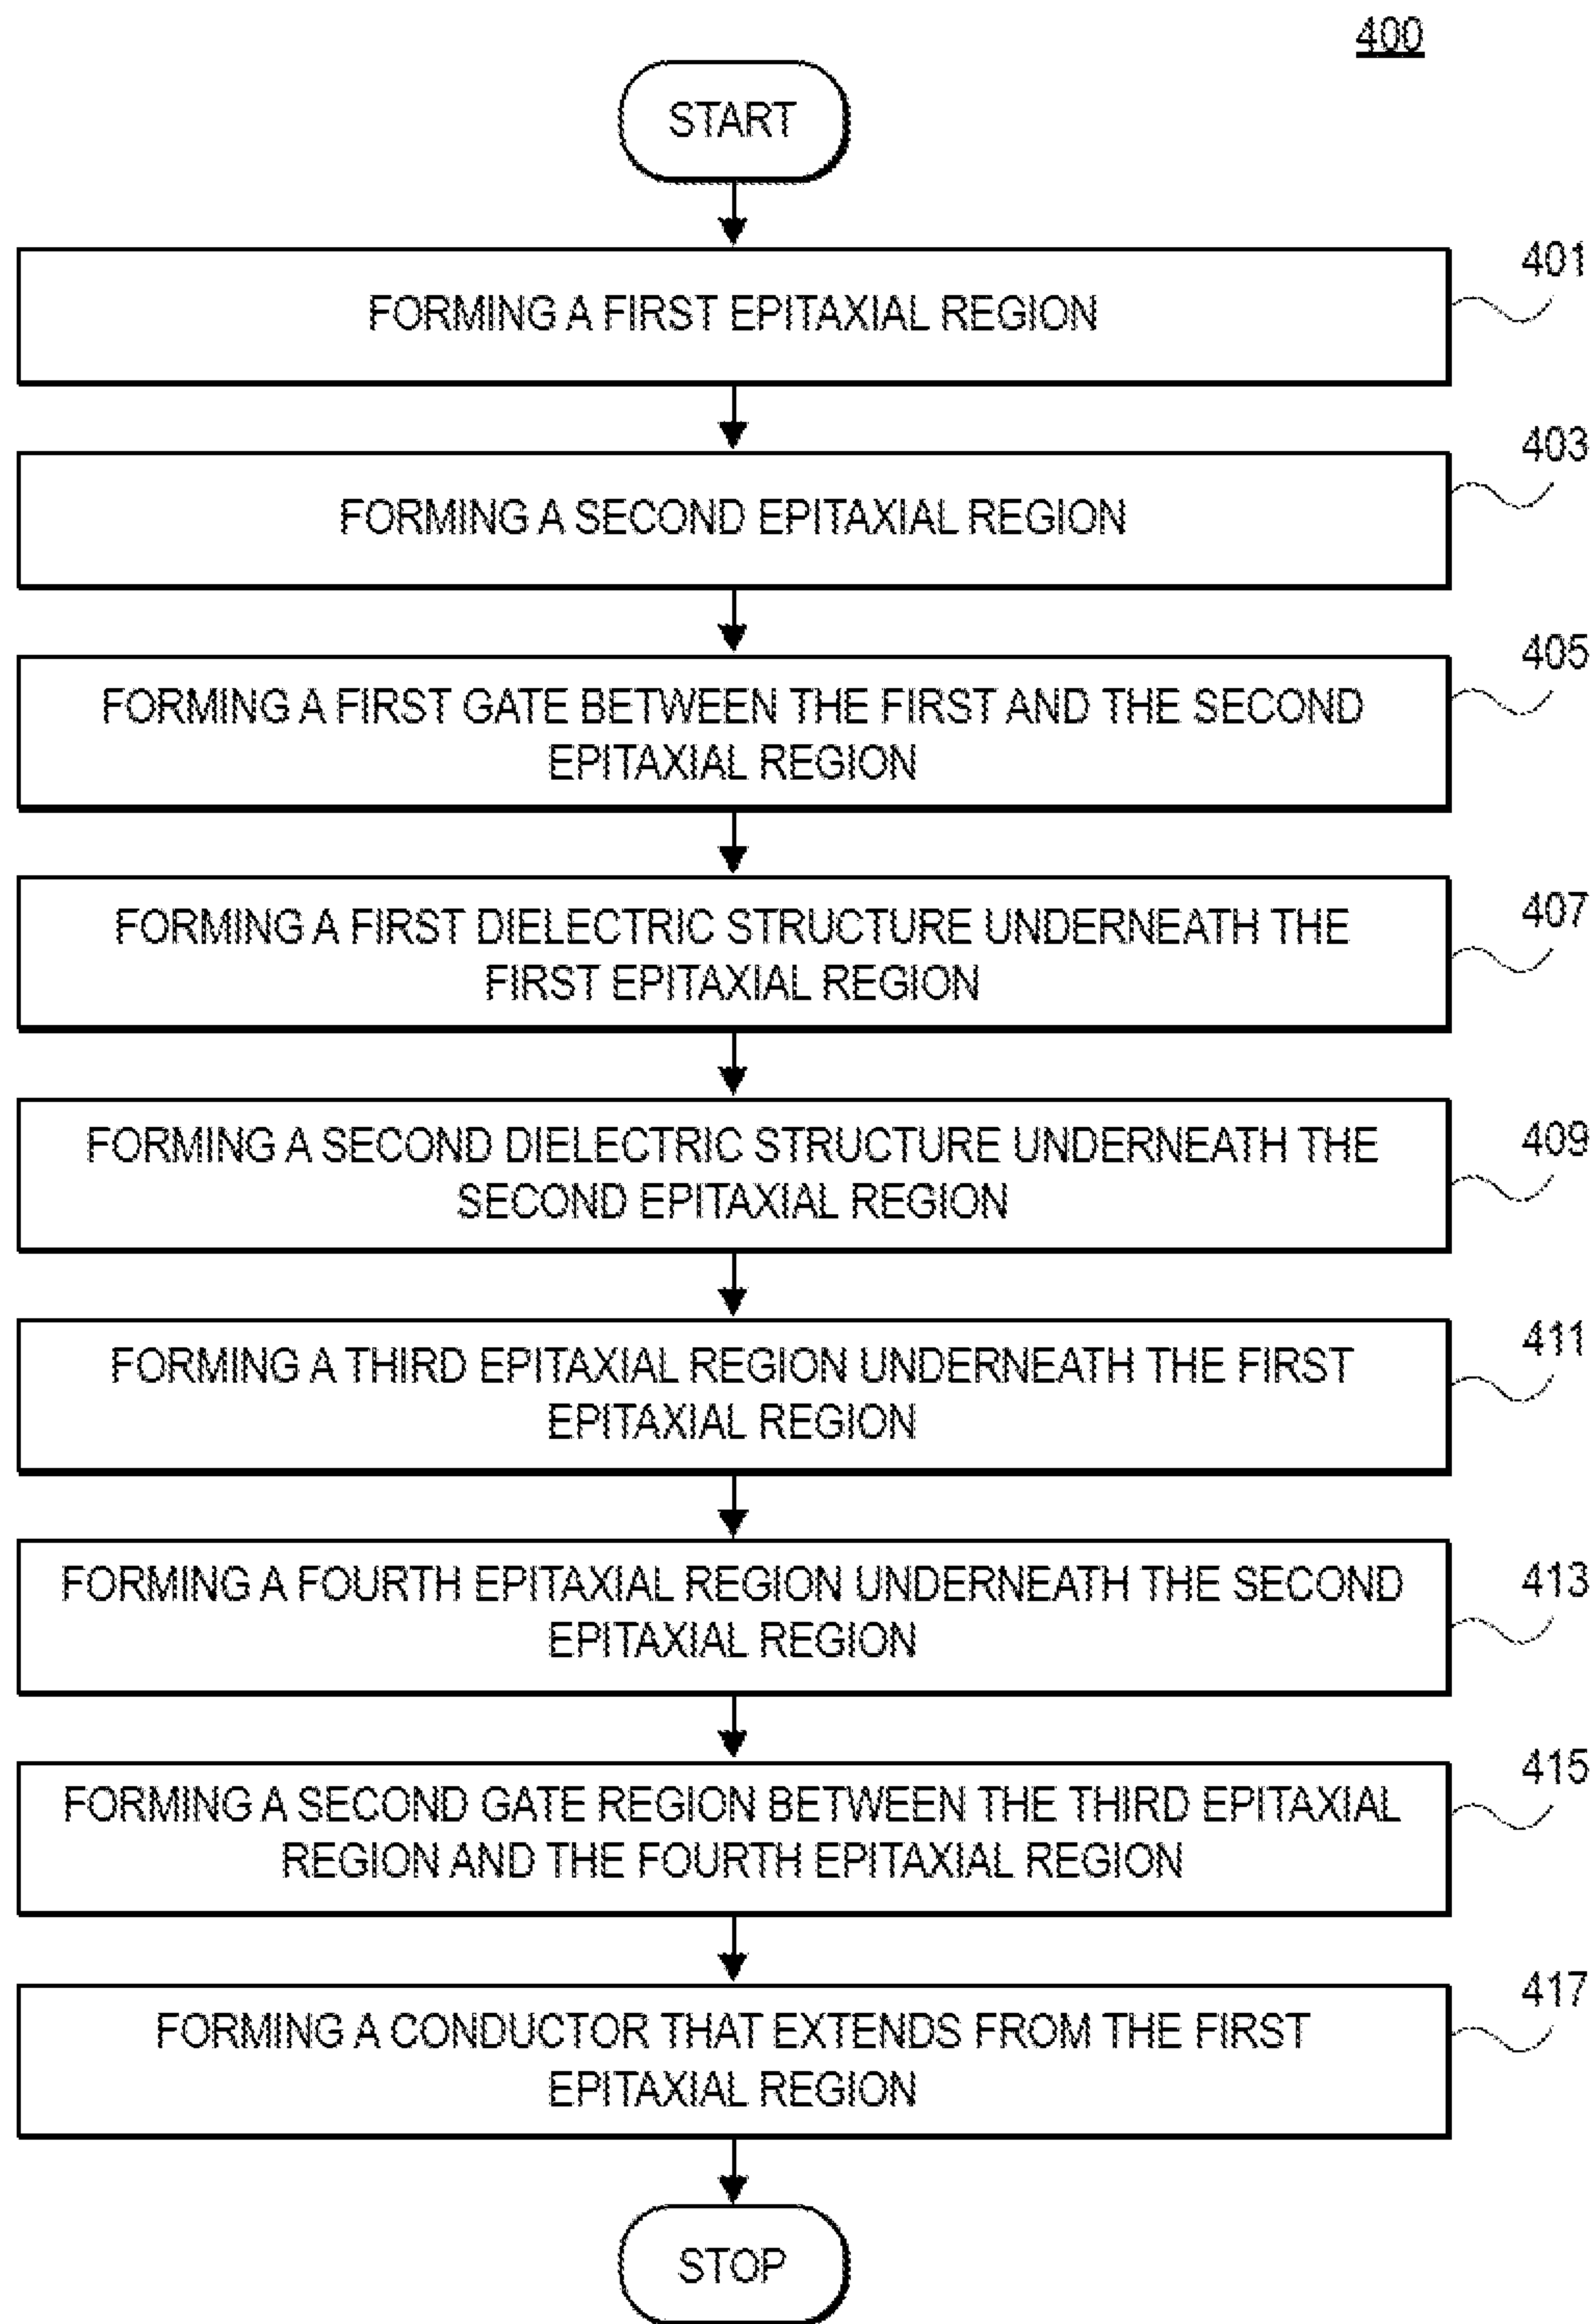 400
START
FORMING A FIRST EPITAXIAL REGION
401
FORMING A SECOND EPITAXIAL REGION
403
FORMING A FIRST GATE BETWEEN THE FIRST AND THE SECOND
EPITAXIAL REGION
405
FORMING A FIRST DIELECTRIC STRUCTURE UNDERNEATH THE
FIRST EPITAXIAL REGION
407
FORMING A SECOND DIELECTRIC STRUCTURE UNDERNEATH THE
SECOND EPITAXIAL REGION
409
FORMING A THIRD EPITAXIAL REGION UNDERNEATH THE FIRST
EPITAXIAL REGION
411
FORMING A FOURTH EPITAXIAL REGION UNDERNEATH THE SECOND
EPITAXIAL REGION
413
FORMING A SECOND GATE REGION BETWEEN THE THIRD EPITAXIAL
REGION AND THE FOURTH EPITAXIAL REGION
415
FORMING A CONDUCTOR THAT EXTENDS FROM THE FIRST
EPITAXIAL REGION
417
STOP